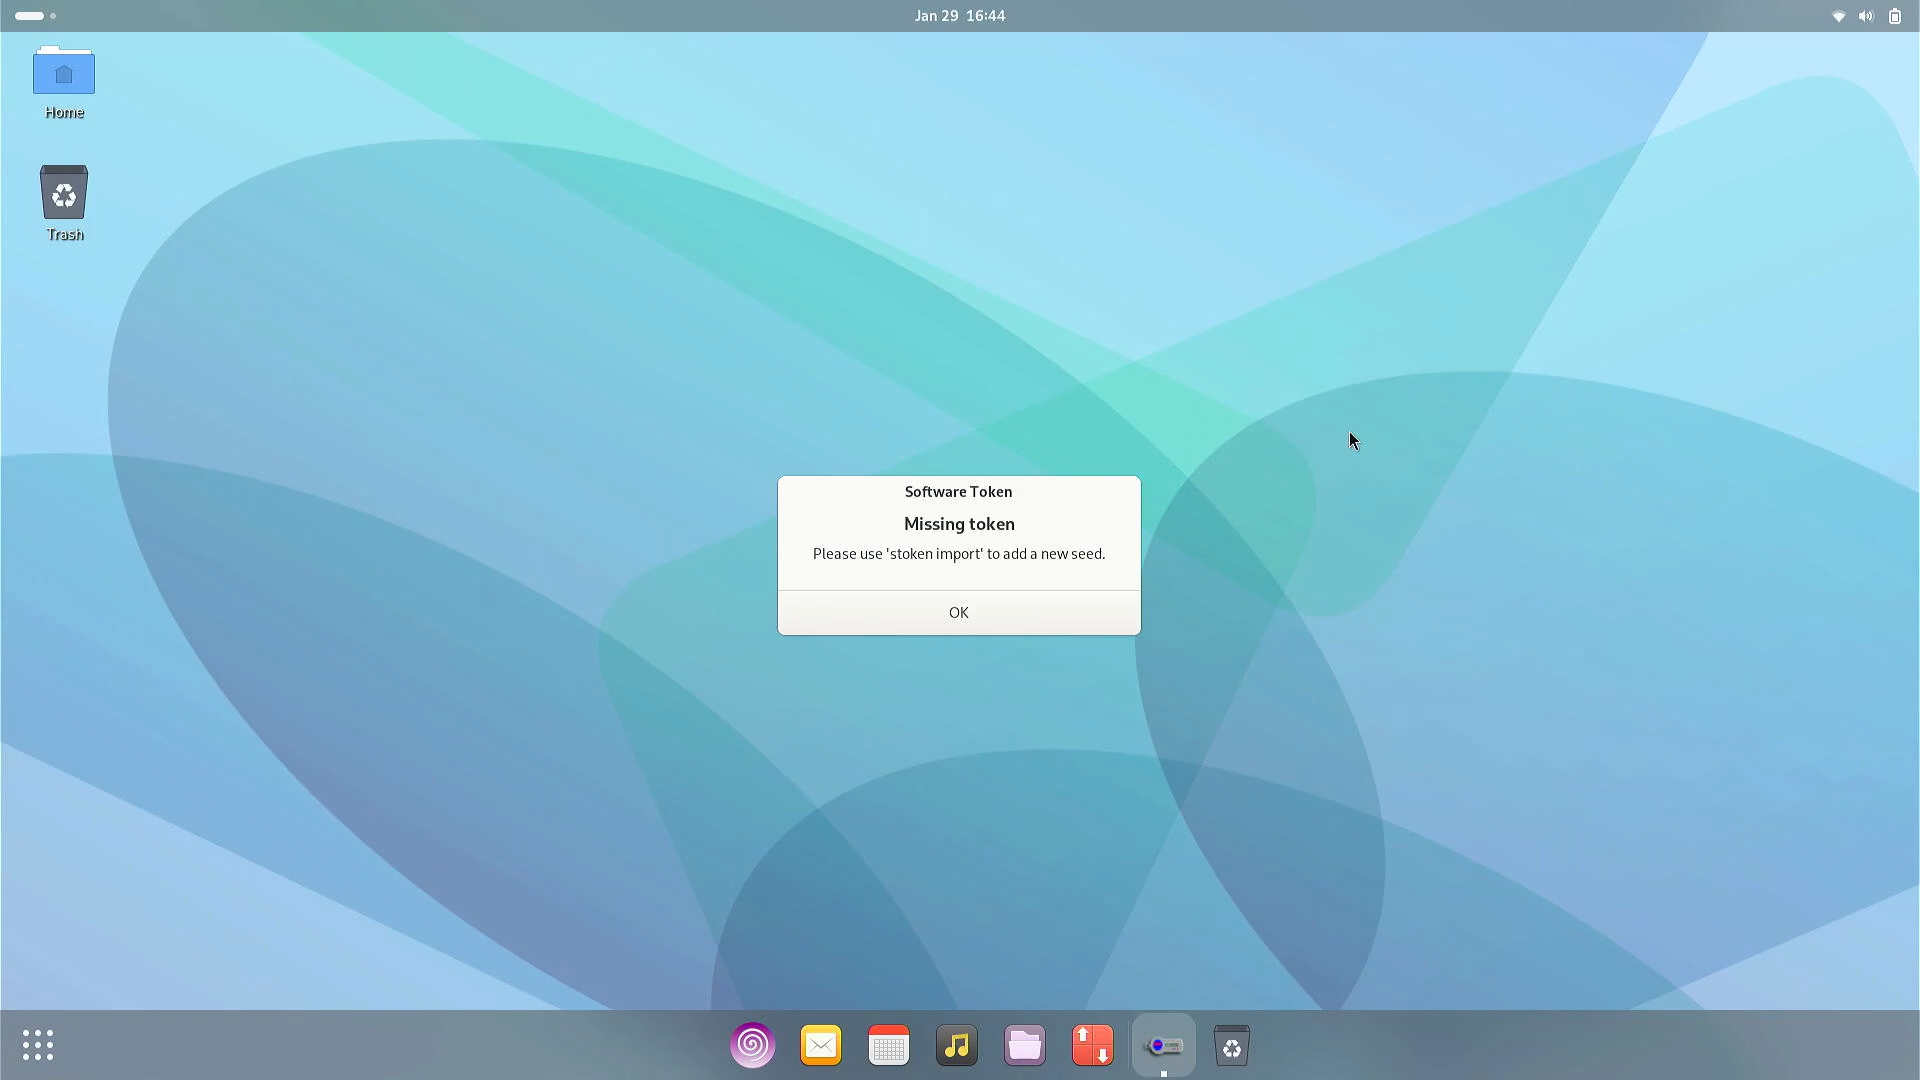 Jan 29 16:44
Home
Trash
Software Token
Missing token
Please use 'stoken import' to add a new seed.
OK